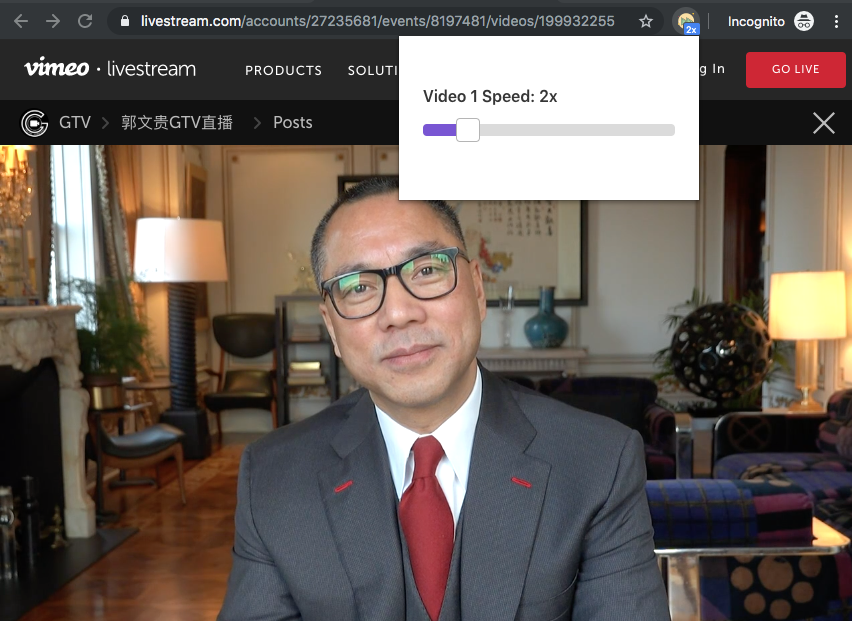 livestream.com/accounts/27235681/events/8197481/videos/199932255
2x
Incognito
vimeo · livestream
PRODUCTS
SOLUTI
g In
GO LIVE
Video 1 Speed: 2x
GTV
郭文贵GTV直播
Posts